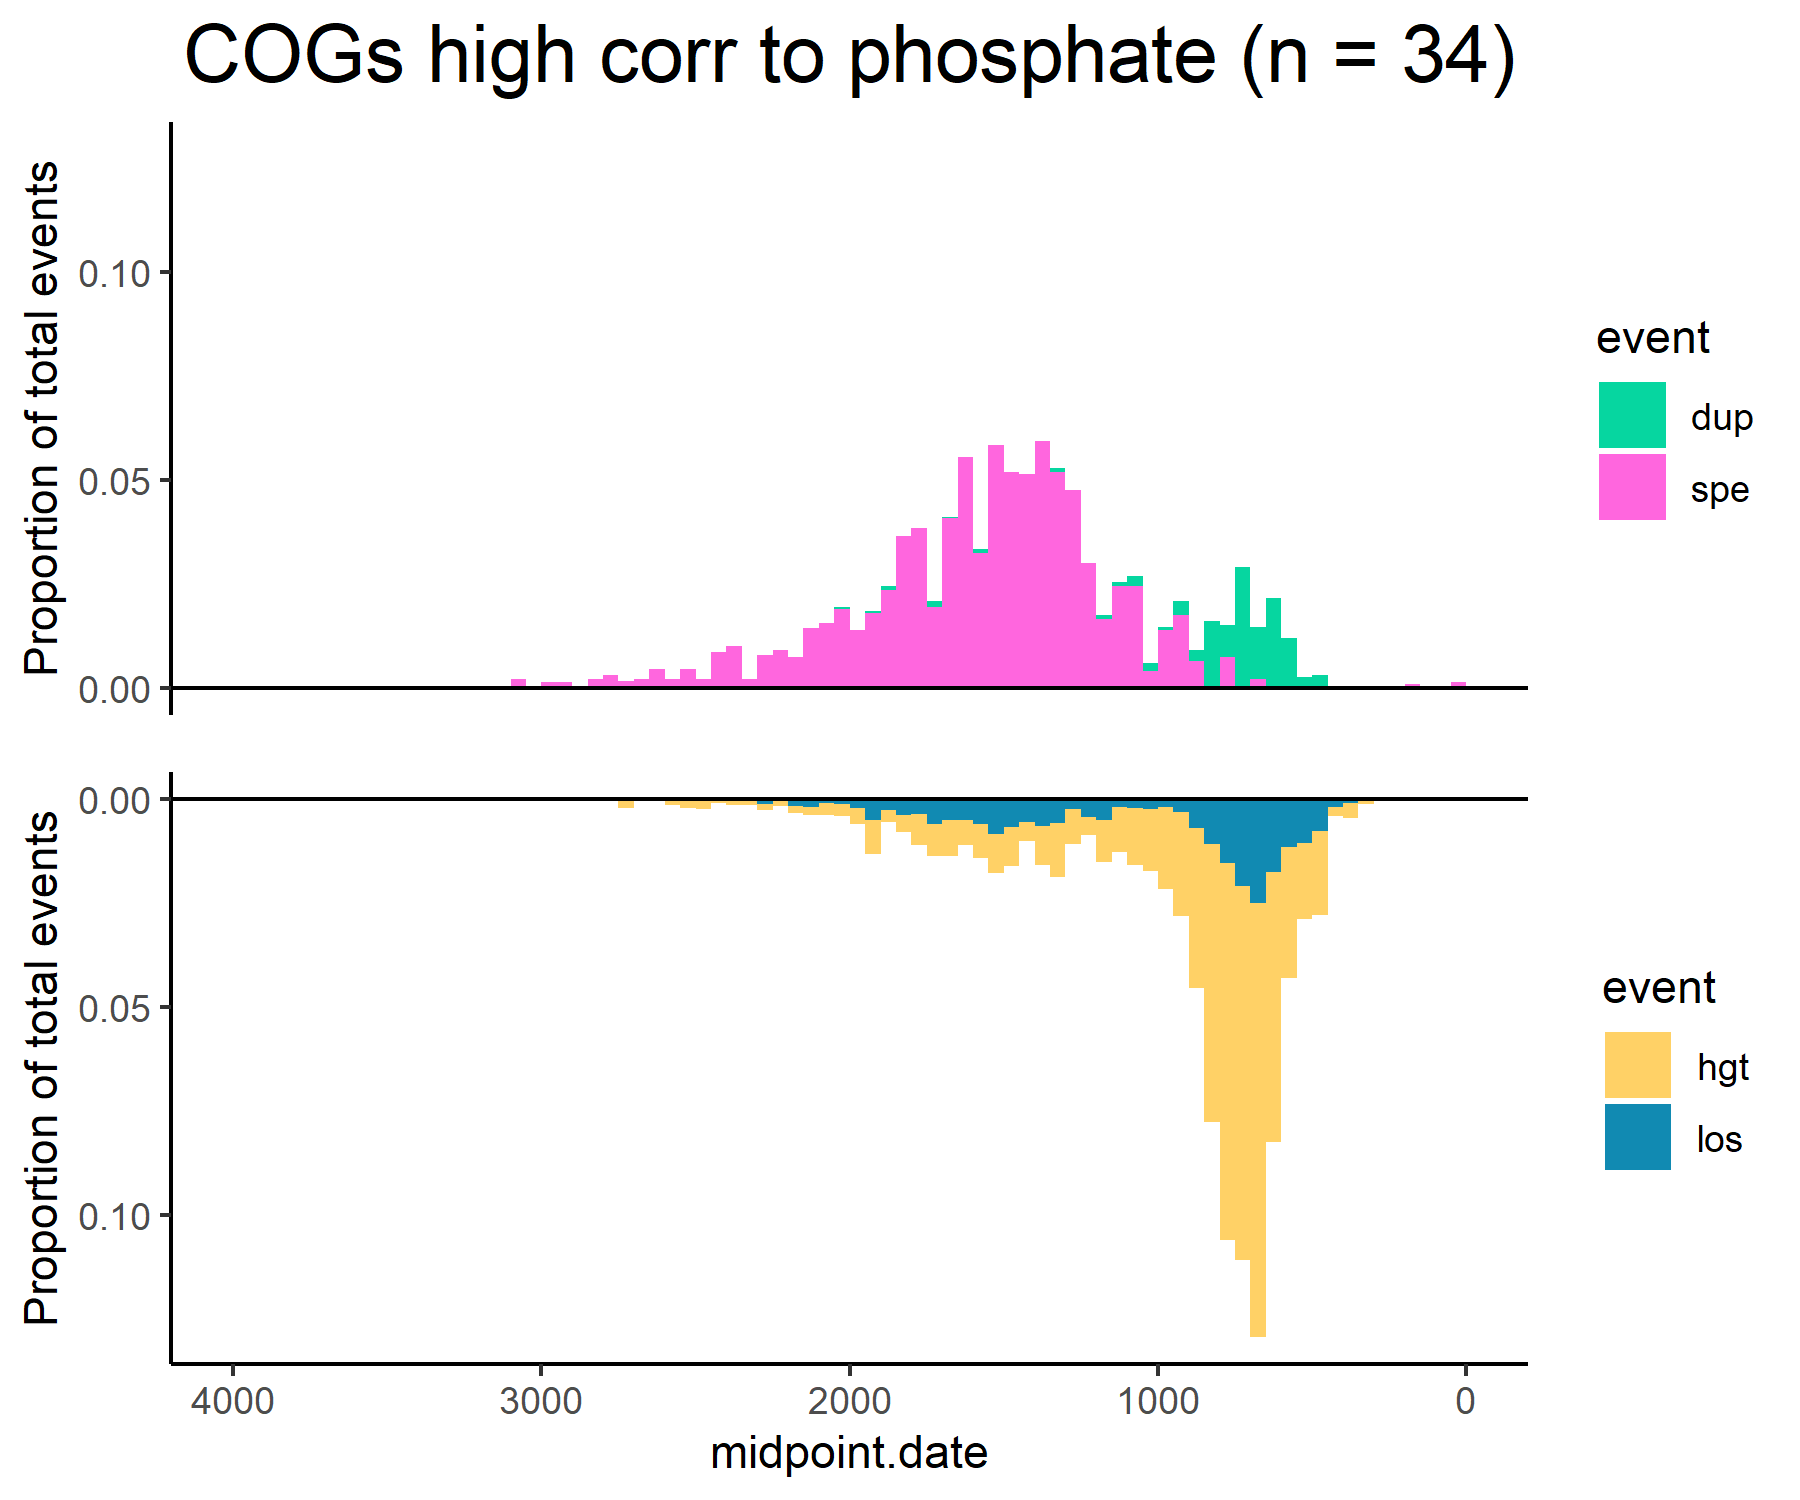 COGs high corr to phosphate (n = 34)
Proportion of total events
0.10
0.05
0.00
event
dup
spe
Proportion of total events
0.00
0.05
0.10
event
hgt
los
4000 3000 2000 1000 0
midpoint.date